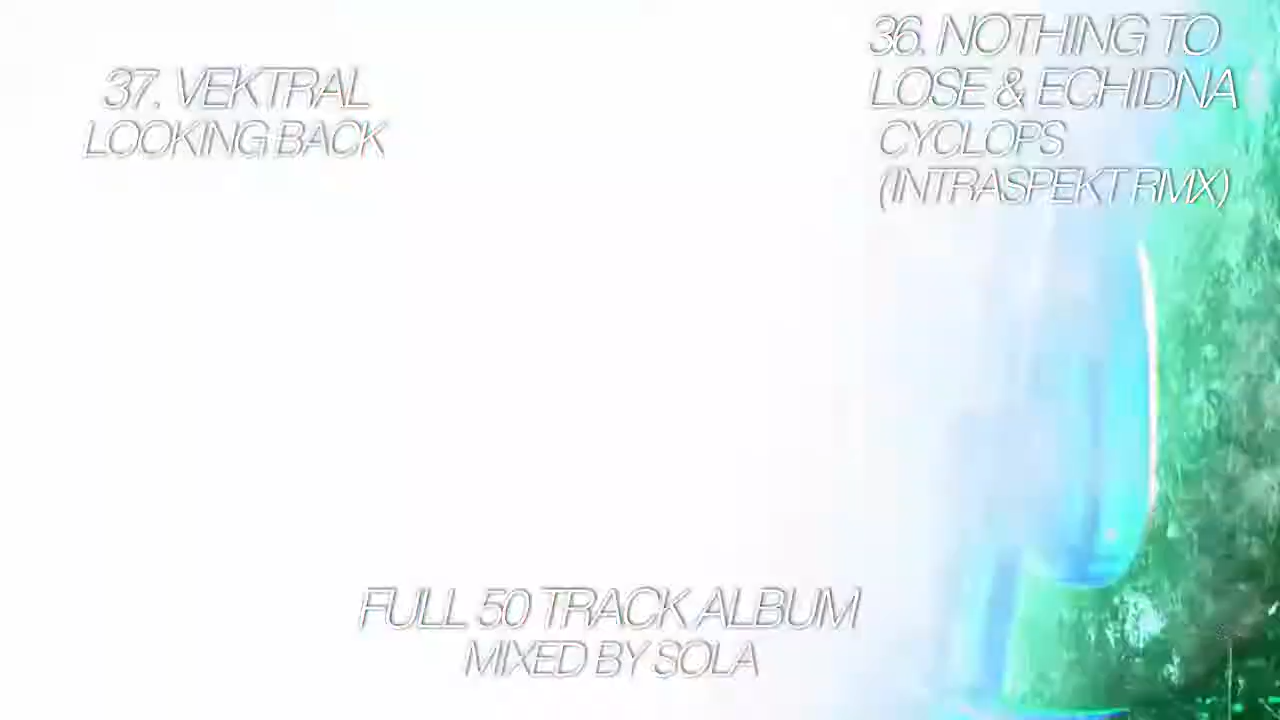 37. VEKTRAL
LOOKING BACK
36. NOTHING TO
LOSE & ECHIDNA
CYCLOPS
(INTRASPEKT RMX)
FULL 50 TRACK ALBUM
MIXED BY SOLA